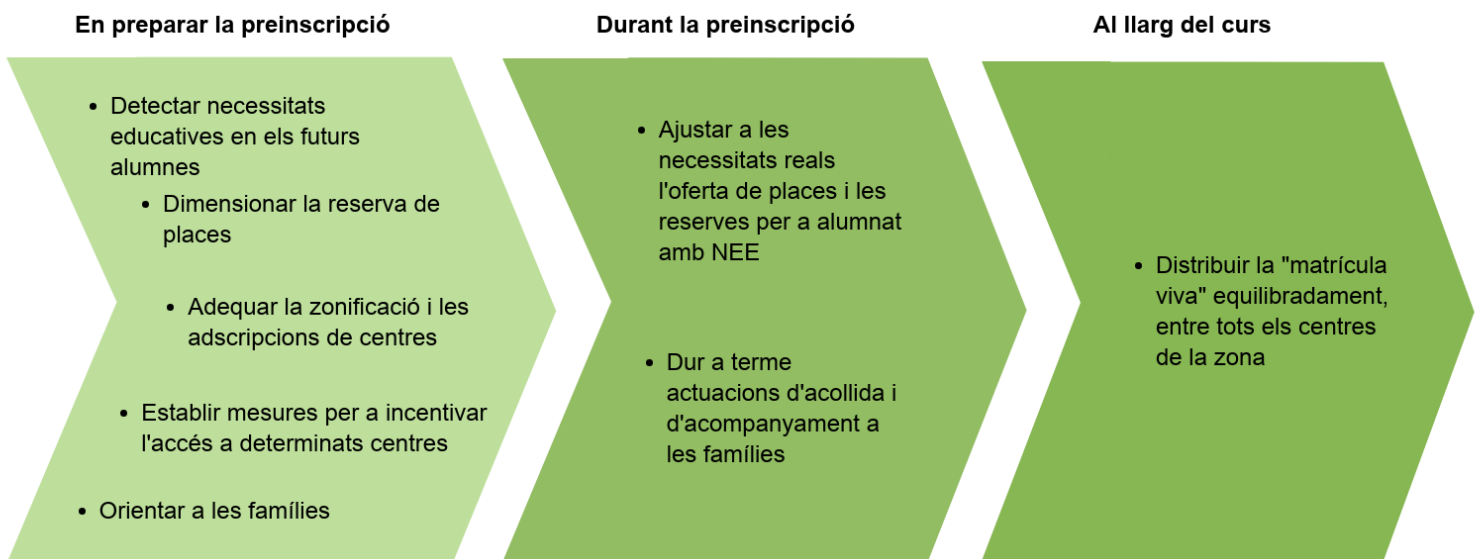 En preparar la preinscripció
• Detectar necessitats
educatives en els futurs
alumnes
• Dimensionar la reserva de
places
• Adequar la zonificació i les
adscripcions de centres
• Establir mesures per a incentivar
l'accés a determinats centres
• Orientar a les famílies
Durant la preinscripció
• Ajustar a les
necessitats reals
l'oferta de places i les
reserves per a alumnat
amb NEE
• Dur a terme
actuacions d'acollida i
d'acompanyament a
les famílies
Al llarg del curs
• Distribuir la "matrícula
viva" equilibradament,
entre tots els centres
de la zona